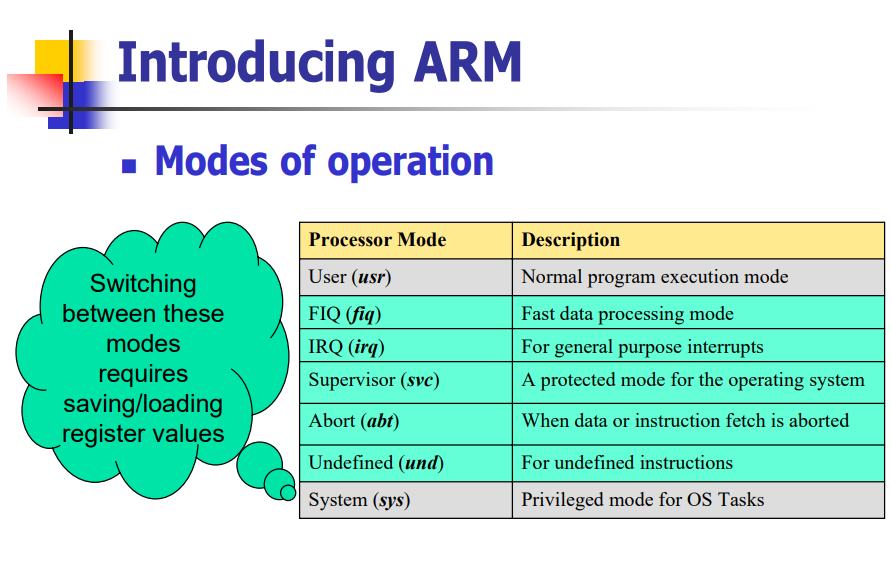 Introducing ARM
Modes of operation
Switching
between these
modes
requires
saving/loading
register values
Processor Mode Description
User (usr) Normal program execution mode
FIQ (fiq) Fast data processing mode
IRQ (irq) For general purpose interrupts
Supervisor (svc) A protected mode for the operating system
Abort (abt) When data or instruction fetch is aborted
Undefined (und) For undefined instructions
System (sys) Privileged mode for OS Tasks